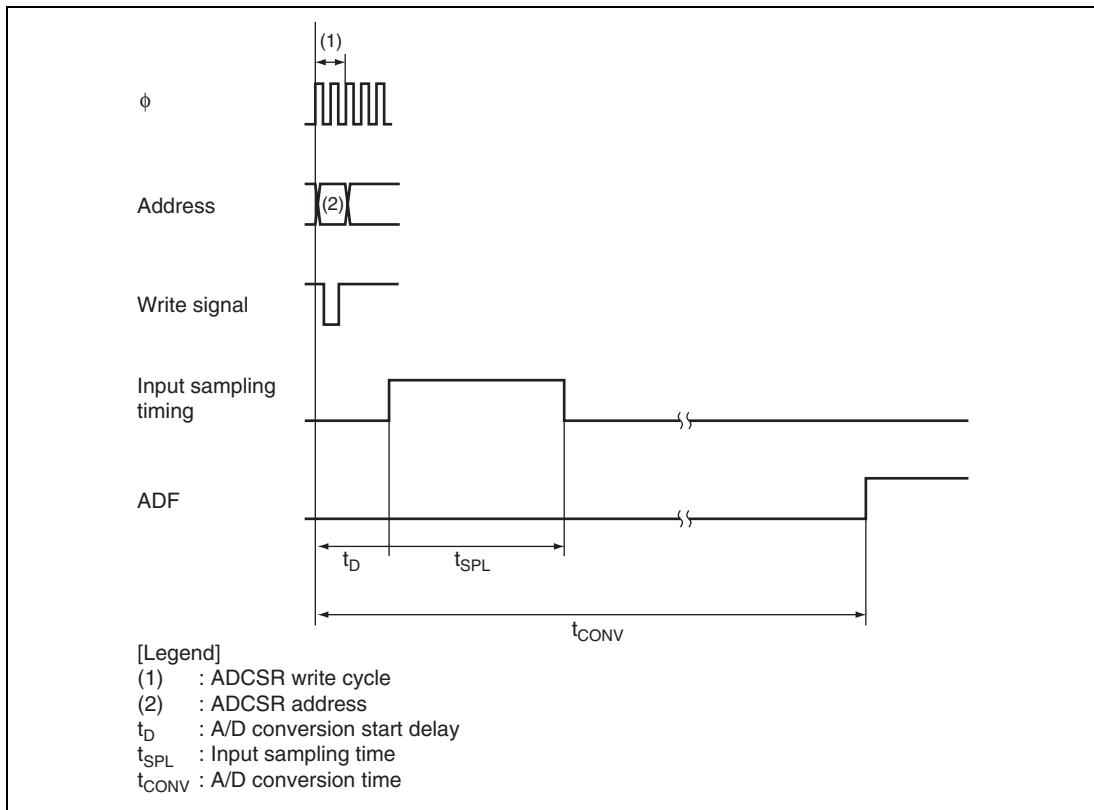 (1)
ϕ
Address
(2)
Write signal
Input sampling
timing
ADF
tD
tSPL
tCONV
[Legend]
(1) : ADCSR write cycle
(2) : ADCSR address
tD : A/D conversion start delay
tSPL : Input sampling time
tCONV : A/D conversion time